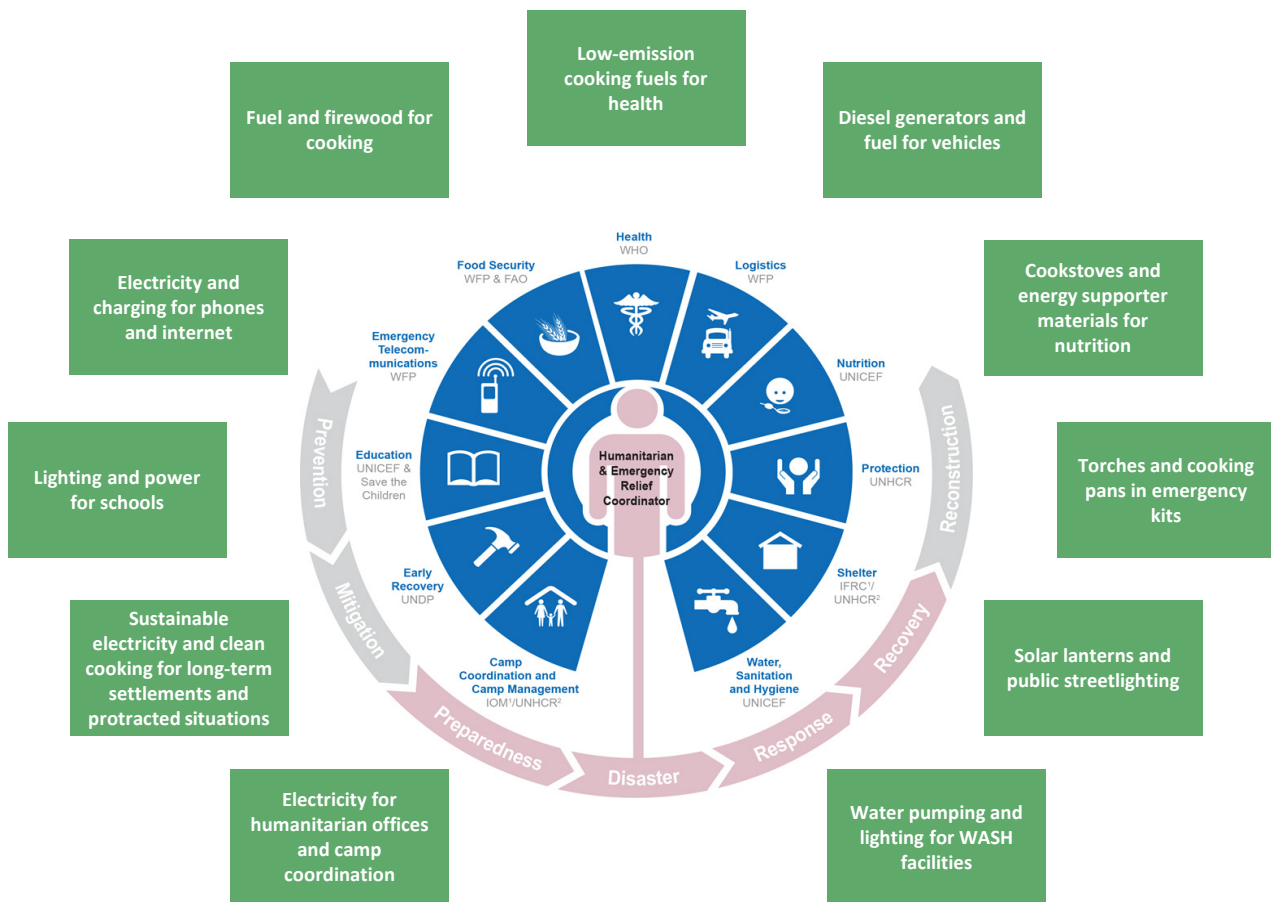 Low-emission
cooking fuels for
health
Fuel and firewood for
cooking
Diesel generators and
fuel for vehicles
Electricity and
charging for phones
and internet
Cookstoves and
energy supporter
materials for
nutrition
Lighting and power
for schools
Torches and cooking
pans in emergency
kits
Sustainable
electricity and clean
cooking for long-term
settlements and
protracted situations
Solar lanterns and
public streetlighting
Electricity for
humanitarian offices
and camp
coordination
Water pumping and
lighting for WASH
facilities
Health
WHO
Food Security
WFP & FAO
Logistics
WFP
Emergency
Telecom-
munications
WFP
Nutrition
UNICEF
Education
UNICEF &
Save the
Children
Protection
UNHCR
Early
Recovery
UNDP
Shelter
IFRC¹/
UNHCR²
Camp
Coordination and
Camp Management
IOM¹/UNHCR²
Water,
Sanitation
and Hygiene
UNICEF
Humanitarian
& Emergency
Relief
Coordinator
Prevention
Mitigation
Preparedness
Disaster
Response
Recovery
Reconstruction